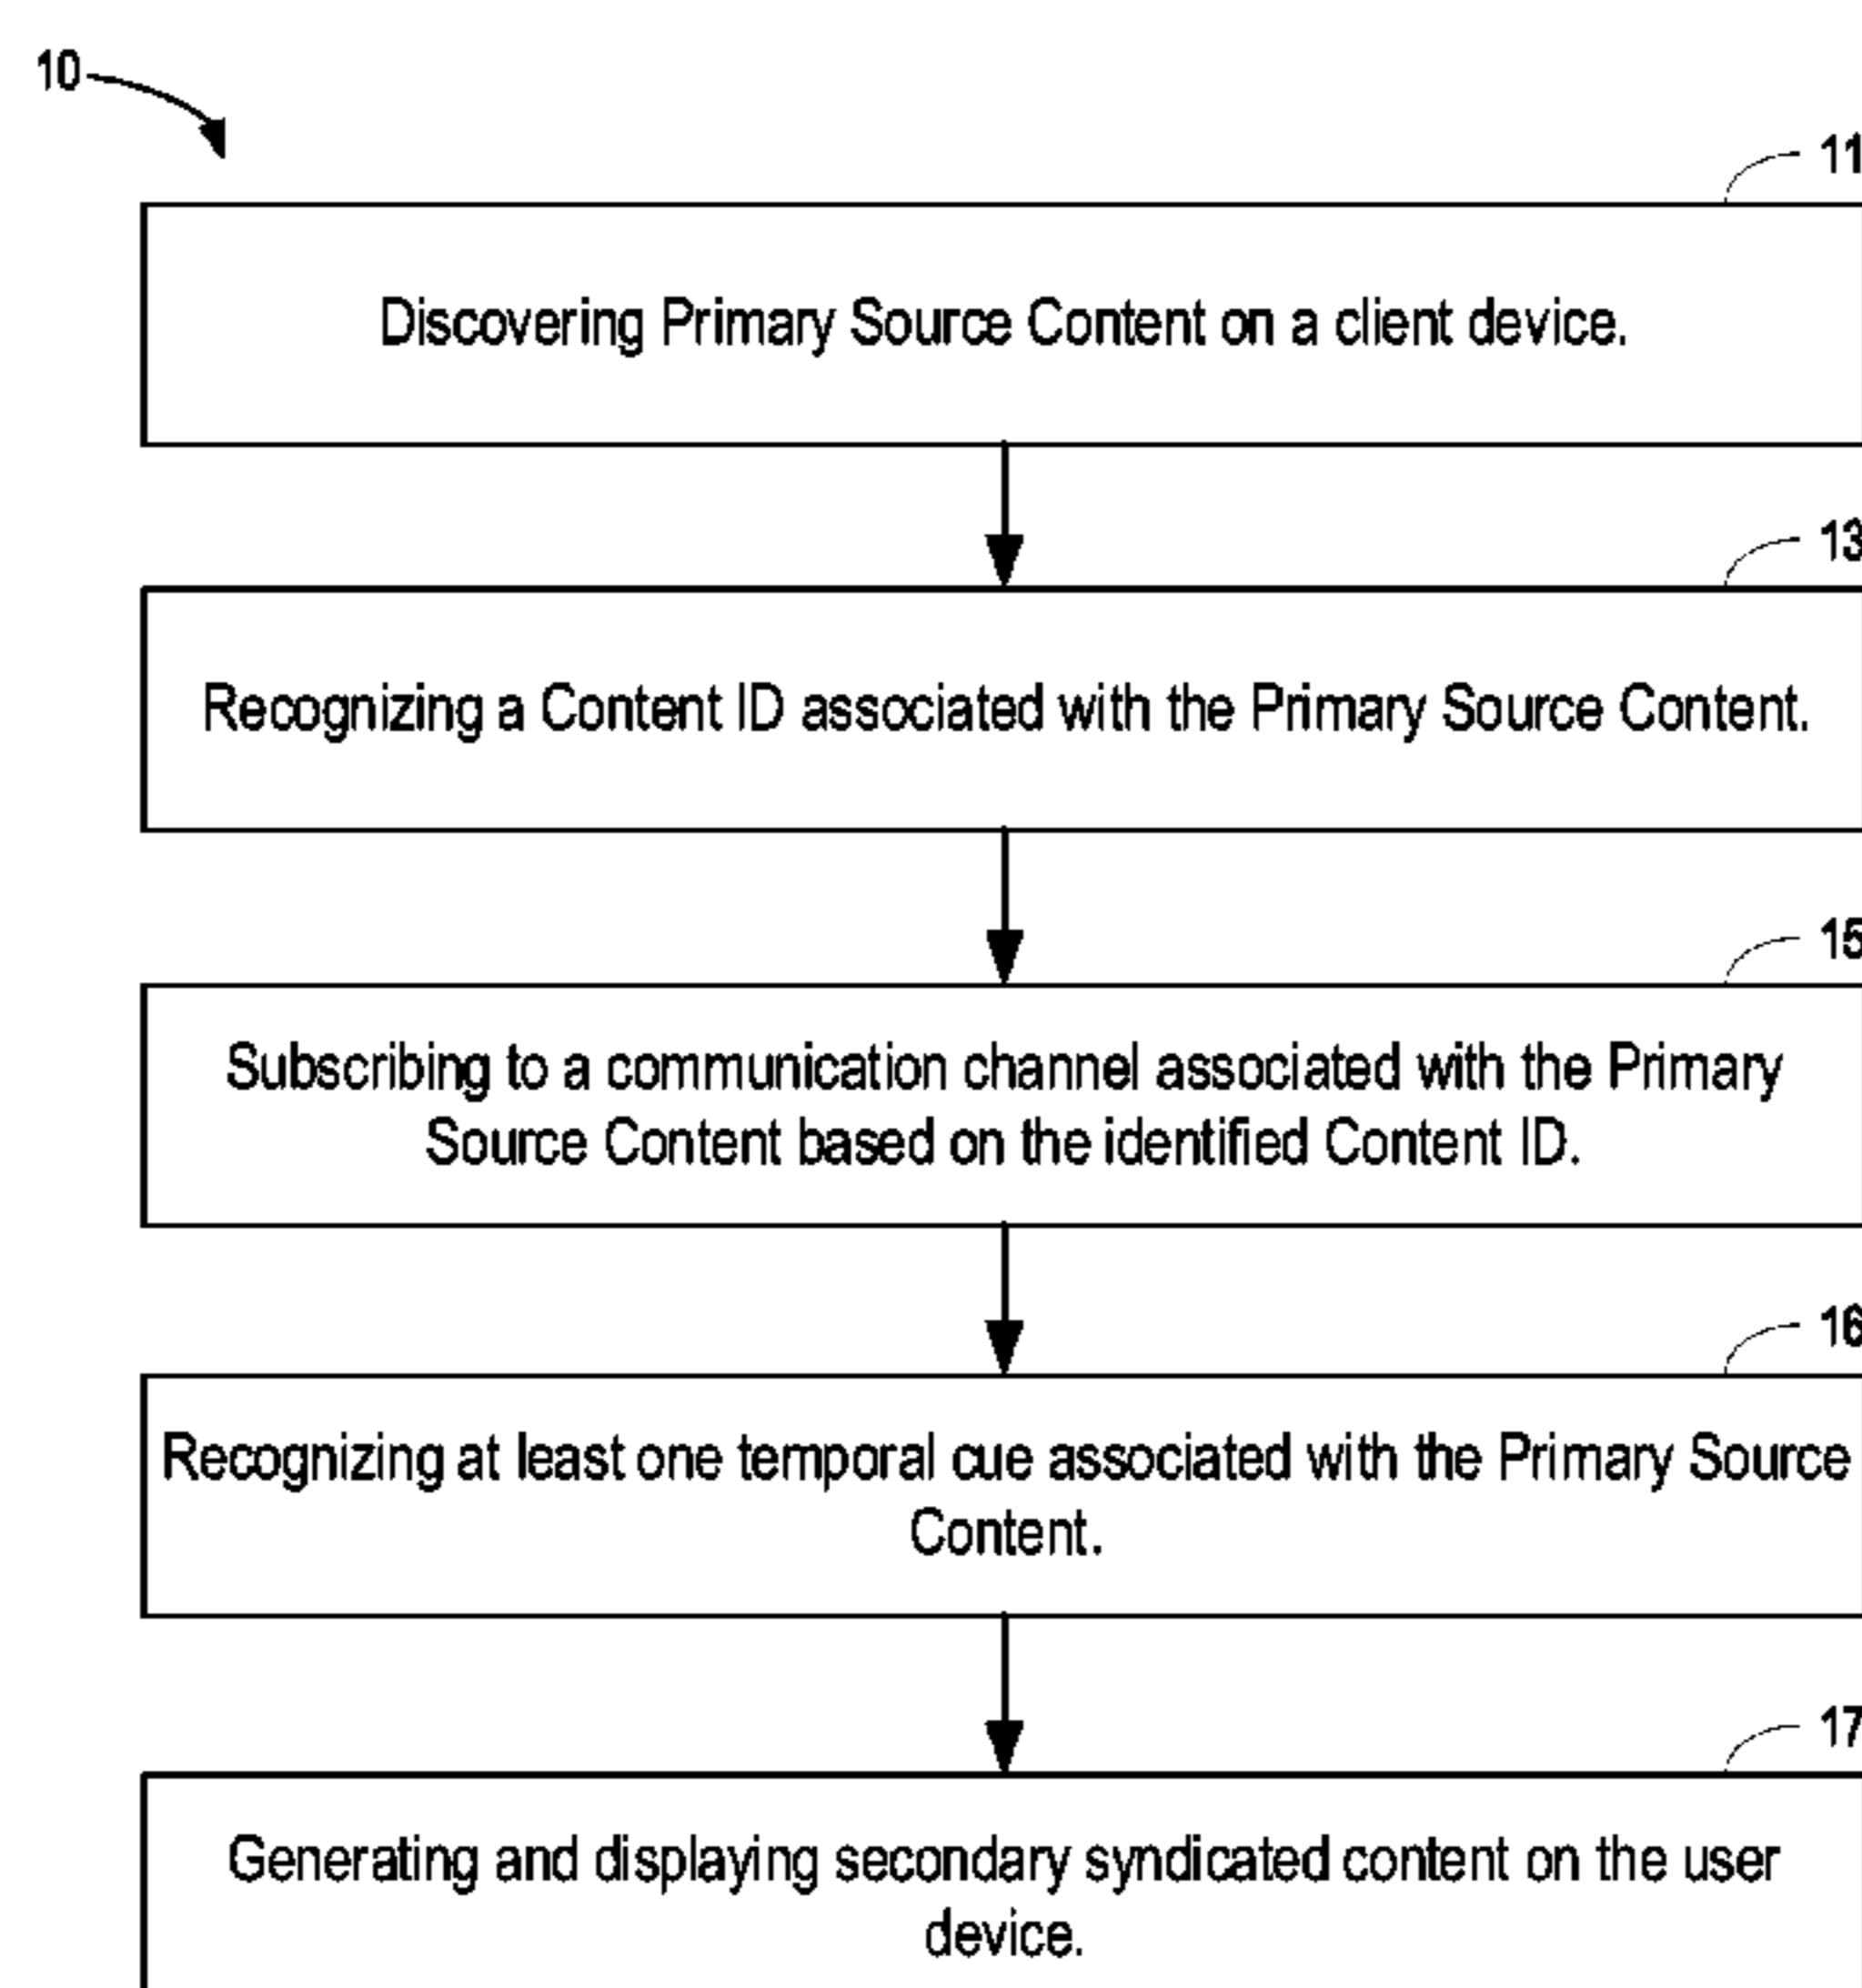 10
11
Discovering Primary Source Content on a client device.
13
Recognizing a Content ID associated with the Primary Source Content.
15
Subscribing to a communication channel associated with the Primary
Source Content based on the identified Content ID.
16
Recognizing at least one temporal cue associated with the Primary Source
Content.
17
Generating and displaying secondary syndicated content on the user
device.